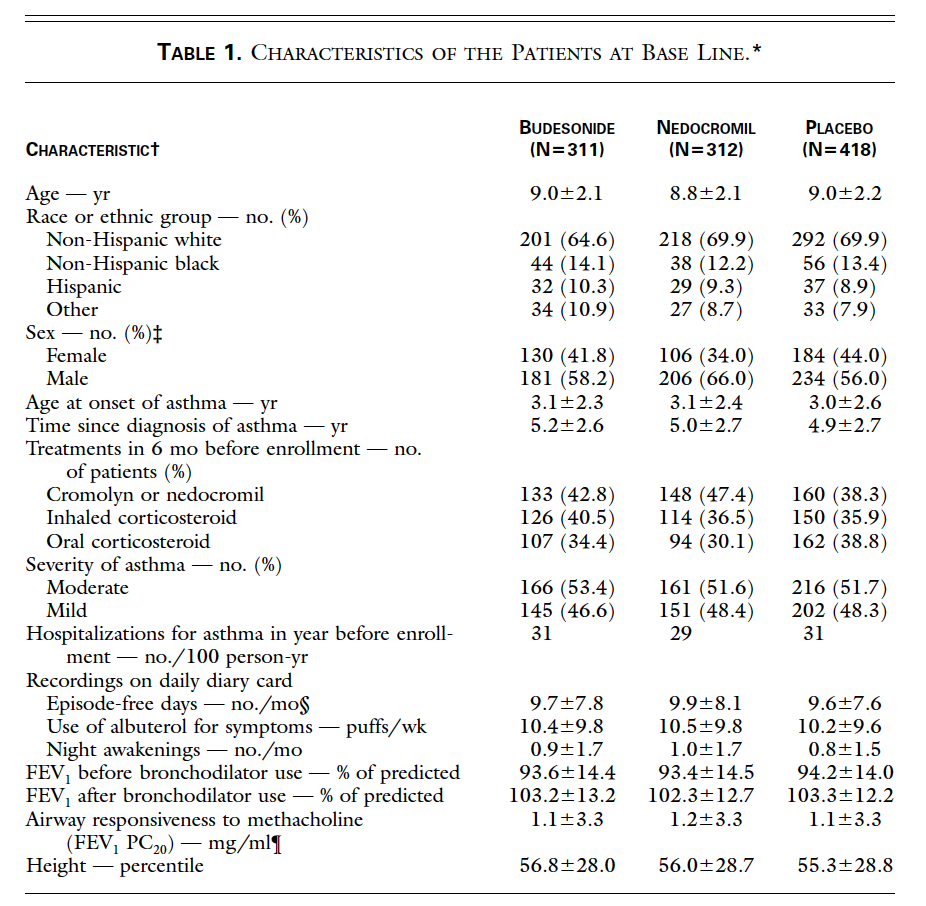 TABLE 1. CHARACTERISTICS OF THE PATIENTS AT BASE LINE.*
CHARACTERISTIC† BUDESONIDE (N=311) NEDOCROMIL (N=312) PLACEBO (N=418)
Age — yr 9.0±2.1 8.8±2.1 9.0±2.2
Race or ethnic group — no. (%)
Non-Hispanic white 201 (64.6) 218 (69.9) 292 (69.9)
Non-Hispanic black 44 (14.1) 38 (12.2) 56 (13.4)
Hispanic 32 (10.3) 29 (9.3) 37 (8.9)
Other 34 (10.9) 27 (8.7) 33 (7.9)
Sex — no. (%)‡
Female 130 (41.8) 106 (34.0) 184 (44.0)
Male 181 (58.2) 206 (66.0) 234 (56.0)
Age at onset of asthma — yr 3.1±2.3 3.1±2.4 3.0±2.6
Time since diagnosis of asthma — yr 5.2±2.6 5.0±2.7 4.9±2.7
Treatments in 6 mo before enrollment — no.
of patients (%)
Cromolyn or nedocromil 133 (42.8) 148 (47.4) 160 (38.3)
Inhaled corticosteroid 126 (40.5) 114 (36.5) 150 (35.9)
Oral corticosteroid 107 (34.4) 94 (30.1) 162 (38.8)
Severity of asthma — no. (%)
Moderate 166 (53.4) 161 (51.6) 216 (51.7)
Mild 145 (46.6) 151 (48.4) 202 (48.3)
Hospitalizations for asthma in year before enroll- 31 29 31
ment — no./100 person-yr
Recordings on daily diary card
Episode-free days — no./mo§ 9.7±7.8 9.9±8.1 9.6±7.6
Use of albuterol for symptoms — puffs/wk 10.4±9.8 10.5±9.8 10.2±9.6
Night awakenings — no./mo 0.9±1.7 1.0±1.7 0.8±1.5
FEV₁ before bronchodilator use — % of predicted 93.6±14.4 93.4±14.5 94.2±14.0
FEV₁ after bronchodilator use — % of predicted 103.2±13.2 102.3±12.7 103.3±12.2
Airway responsiveness to methacholine 1.1±3.3 1.2±3.3 1.1±3.3
(FEV₁ PC₂₀) — mg/ml¶
Height — percentile 56.8±28.0 56.0±28.7 55.3±28.8